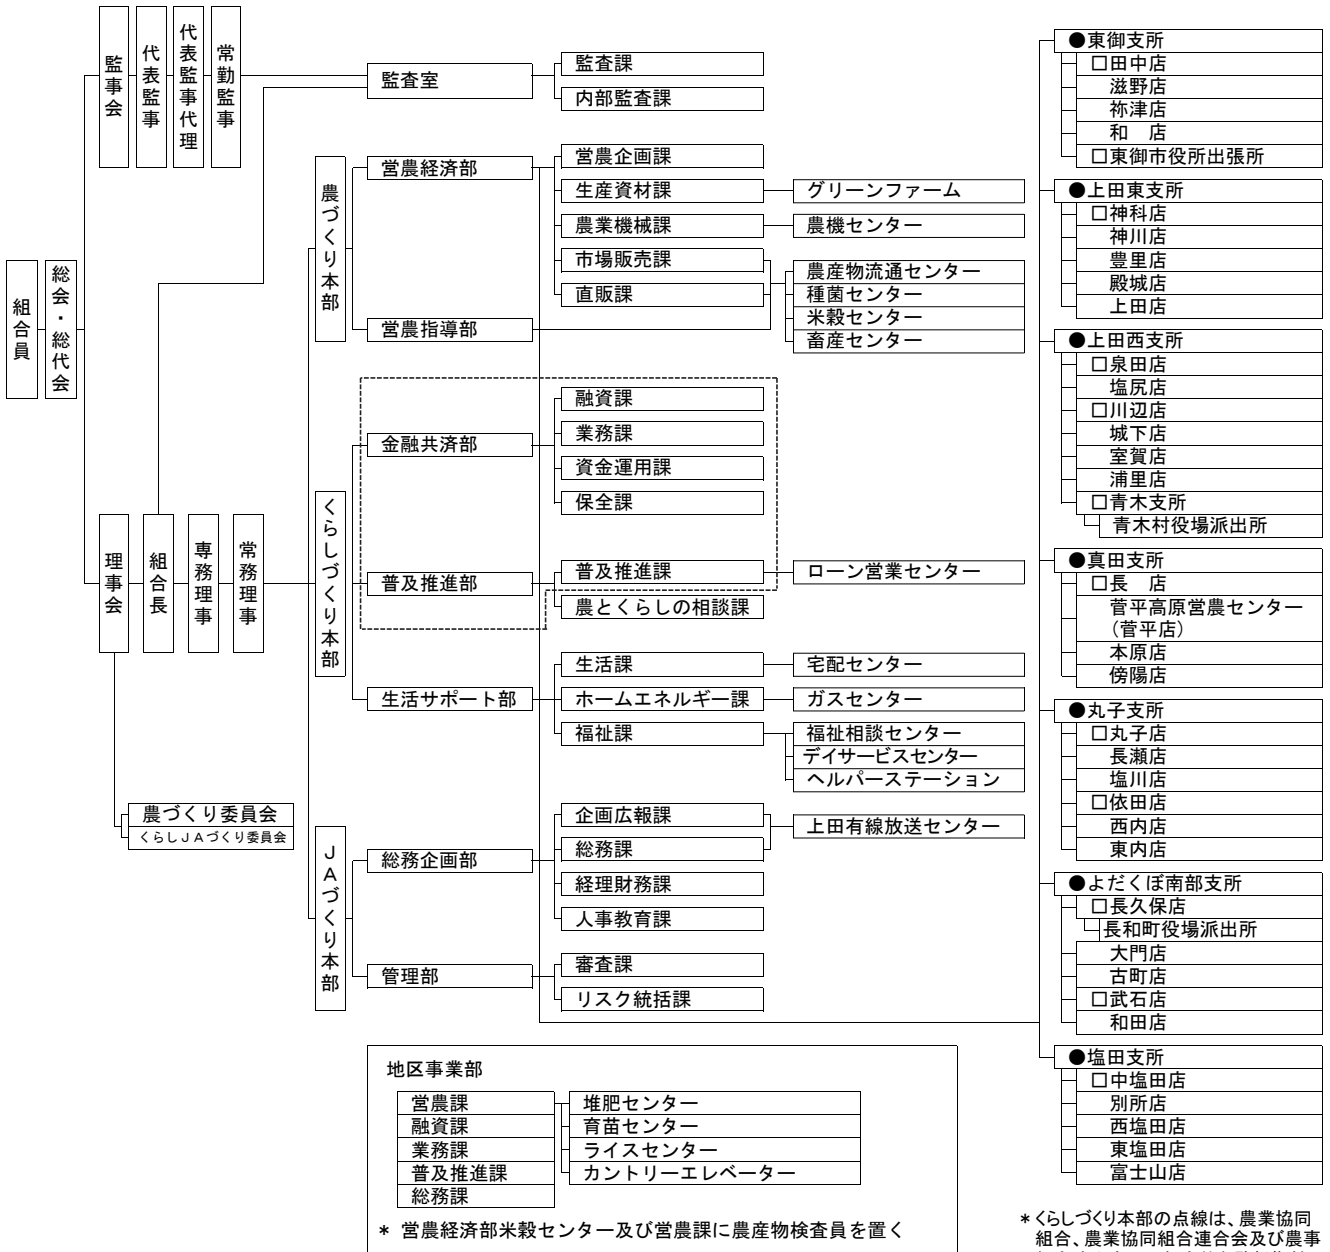 組合員
総会・総代会
監事会
代表監事
代表監事代理
常勤監事
監査室
監査課
内部監査課
理事会
組合長
専務理事
常務理事
農づくり委員会
くらしJAづくり委員会
農づくり本部
営農経済部
営農企画課
生産資材課
グリーンファーム
農業機械課
農機センター
市場販売課
直販課
農産物流通センター
種菌センター
米穀センター
畜産センター
営農指導部
くらしづくり本部
金融共済部
融資課
業務課
資金運用課
保全課
普及推進部
普及推進課
ローン営業センター
農とくらしの相談課
生活サポート部
生活課
宅配センター
ホームエネルギー課
ガスセンター
福祉課
福祉相談センター
デイサービスセンター
ヘルパーステーション
JAづくり本部
総務企画部
企画広報課
総務課
上田有線放送センター
経理財務課
人事教育課
管理部
審査課
リスク統括課
地区事業部
営農課
融資課
業務課
普及推進課
総務課
堆肥センター
育苗センター
ライスセンター
カントリーエレベーター
* 営農経済部米穀センター及び営農課に農産物検査員を置く
●東御支所
□田中店
滋野店
祢津店
和 店
□東御市役所出張所
●上田東支所
□神科店
神川店
豊里店
殿城店
上田店
●上田西支所
□泉田店
塩尻店
□川辺店
城下店
室賀店
浦里店
□青木支所
青木村役場派出所
●真田支所
□長 店
菅平高原営農センター
(菅平店)
本原店
傍陽店
●丸子支所
□丸子店
長瀬店
塩川店
□依田店
西内店
東内店
●よだくぼ南部支所
□長久保店
長和町役場派出所
大門店
古町店
□武石店
和田店
●塩田支所
□中塩田店
別所店
西塩田店
東塩田店
富士山店
*くらしづくり本部の点線は、農業協同
組合、農業協同組合連合会及び農事